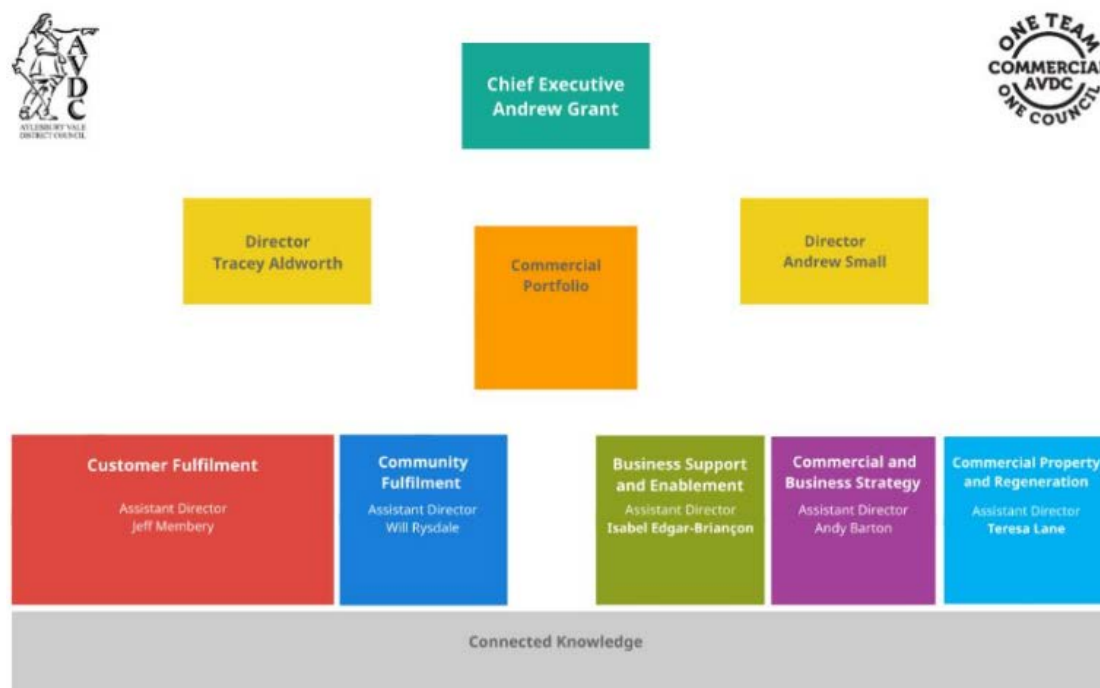 AVDC
AYLESBURY VALE
DISTRICT COUNCIL
ONE TEAM
COMMERCIAL
AVDC
ONE COUNCIL
Chief Executive
Andrew Grant
Director
Tracey Aldworth
Commercial
Portfolio
Director
Andrew Small
Customer Fulfilment
Assistant Director
Jeff Membery
Community
Fulfilment
Assistant Director
Will Rysdale
Business Support
and Enablement
Assistant Director
Isabel Edgar-Briançon
Commercial and
Business Strategy
Assistant Director
Andy Barton
Commercial Property
and Regeneration
Assistant Director
Teresa Lane
Connected Knowledge